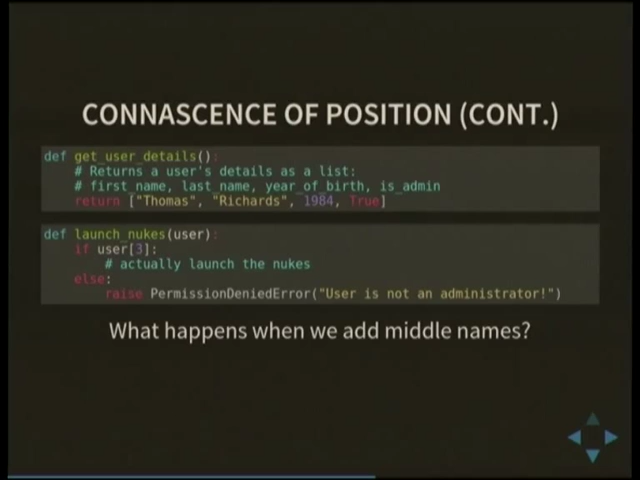 CONNASCENCE OF POSITION (CONT.)
def get_user_details():
# Returns a user's details as a list:
# first_name, last_name, year_of_birth, is_admin
return ["Thomas", "Richards", 1984, True]
def launch_nukes(user):
if user[3]:
# actually launch the nukes
else:
raise PermissionDeniedError("User is not an administrator!")
What happens when we add middle names?